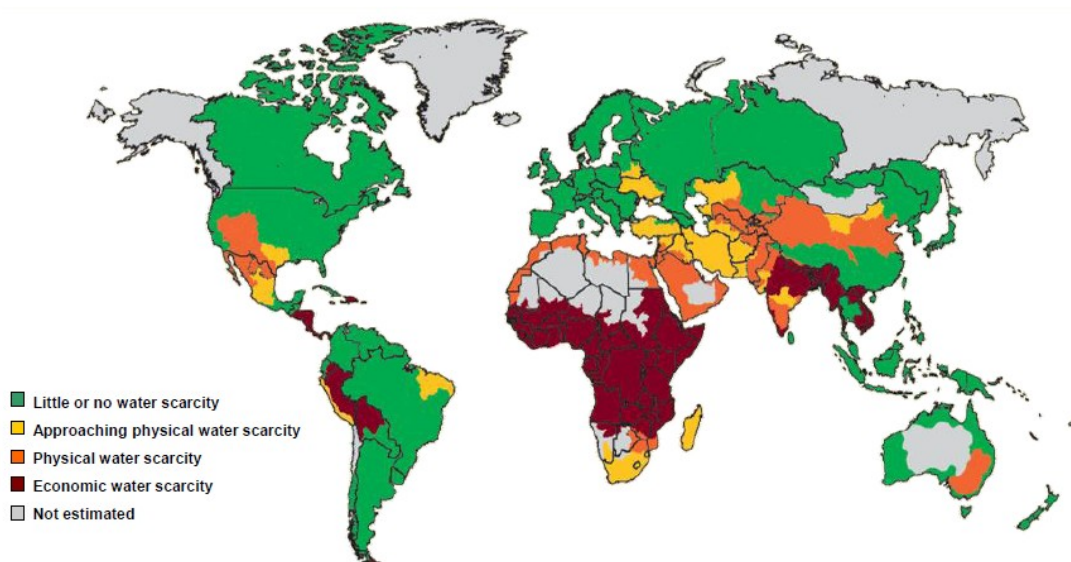 Little or no water scarcity
Approaching physical water scarcity
Physical water scarcity
Economic water scarcity
Not estimated